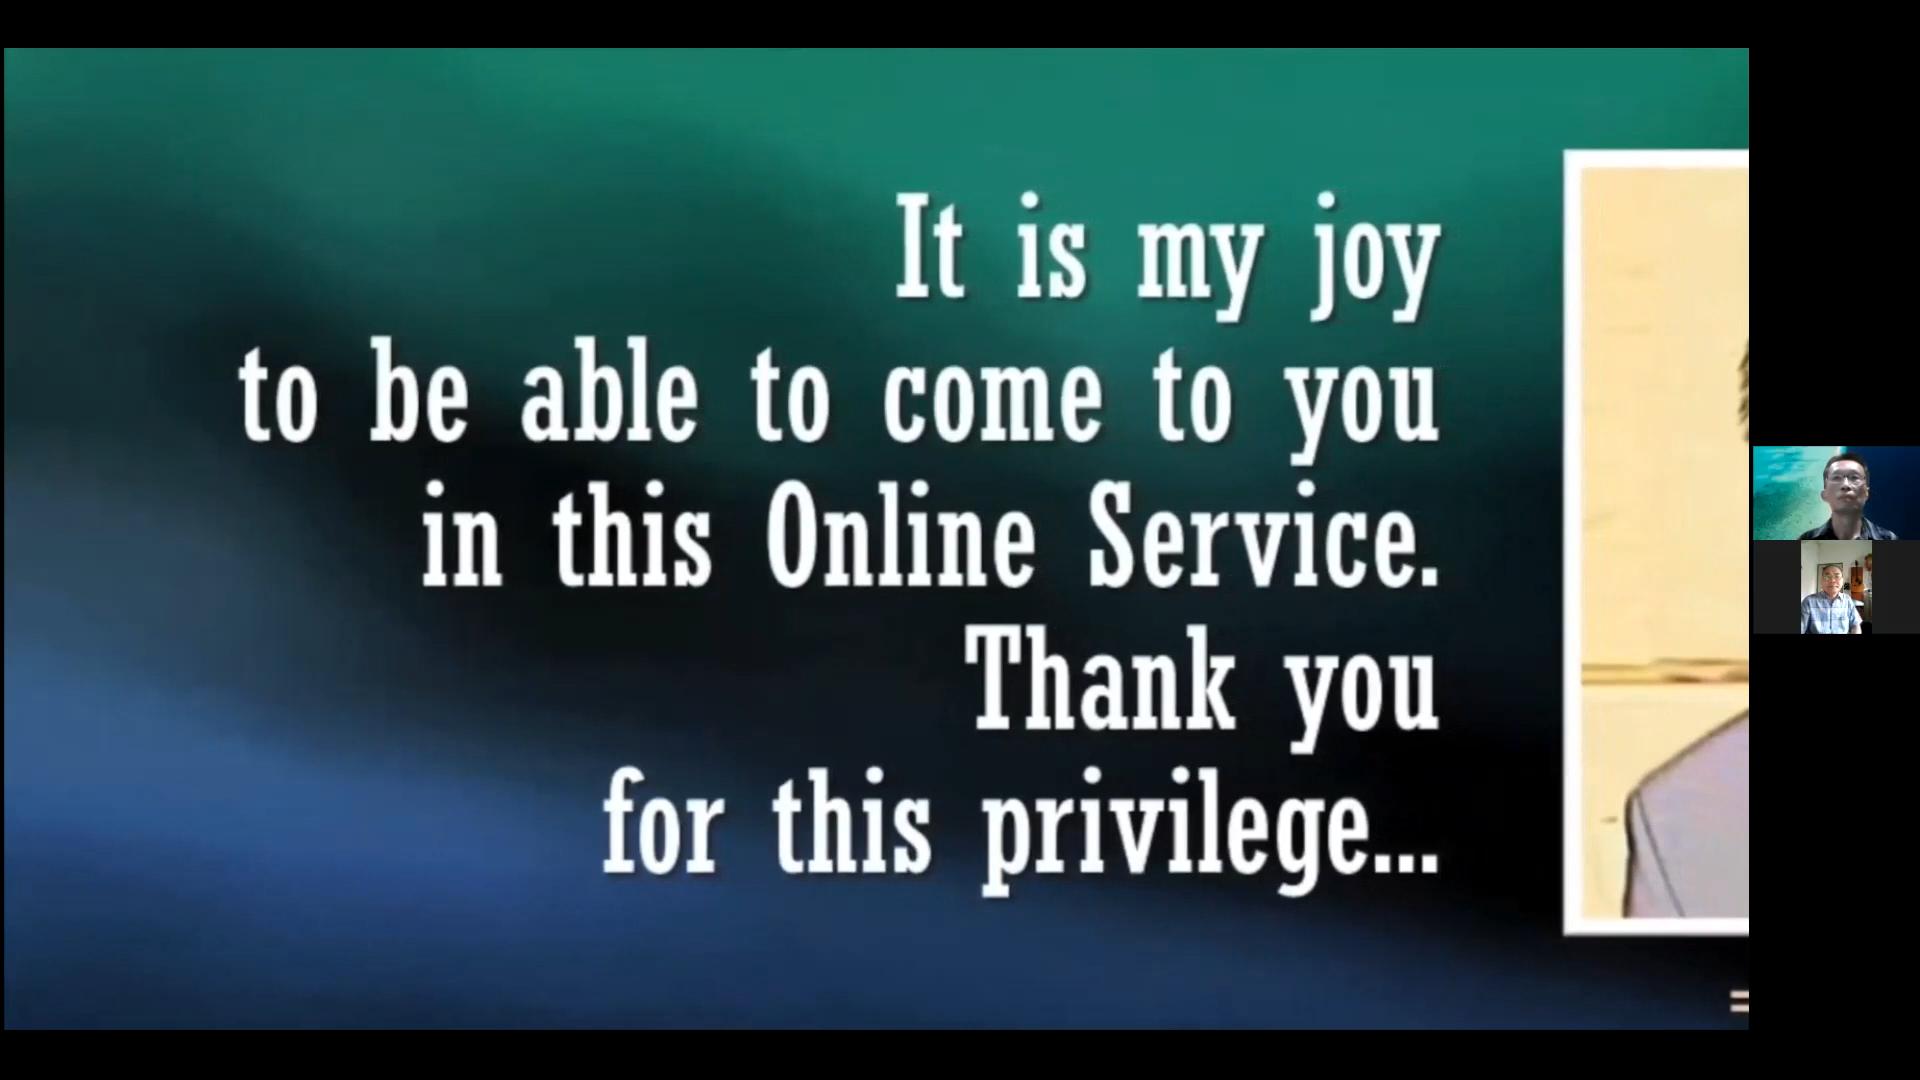 It is my joy
to be able to come to you
in this Online Service.
Thank you
for this privilege...